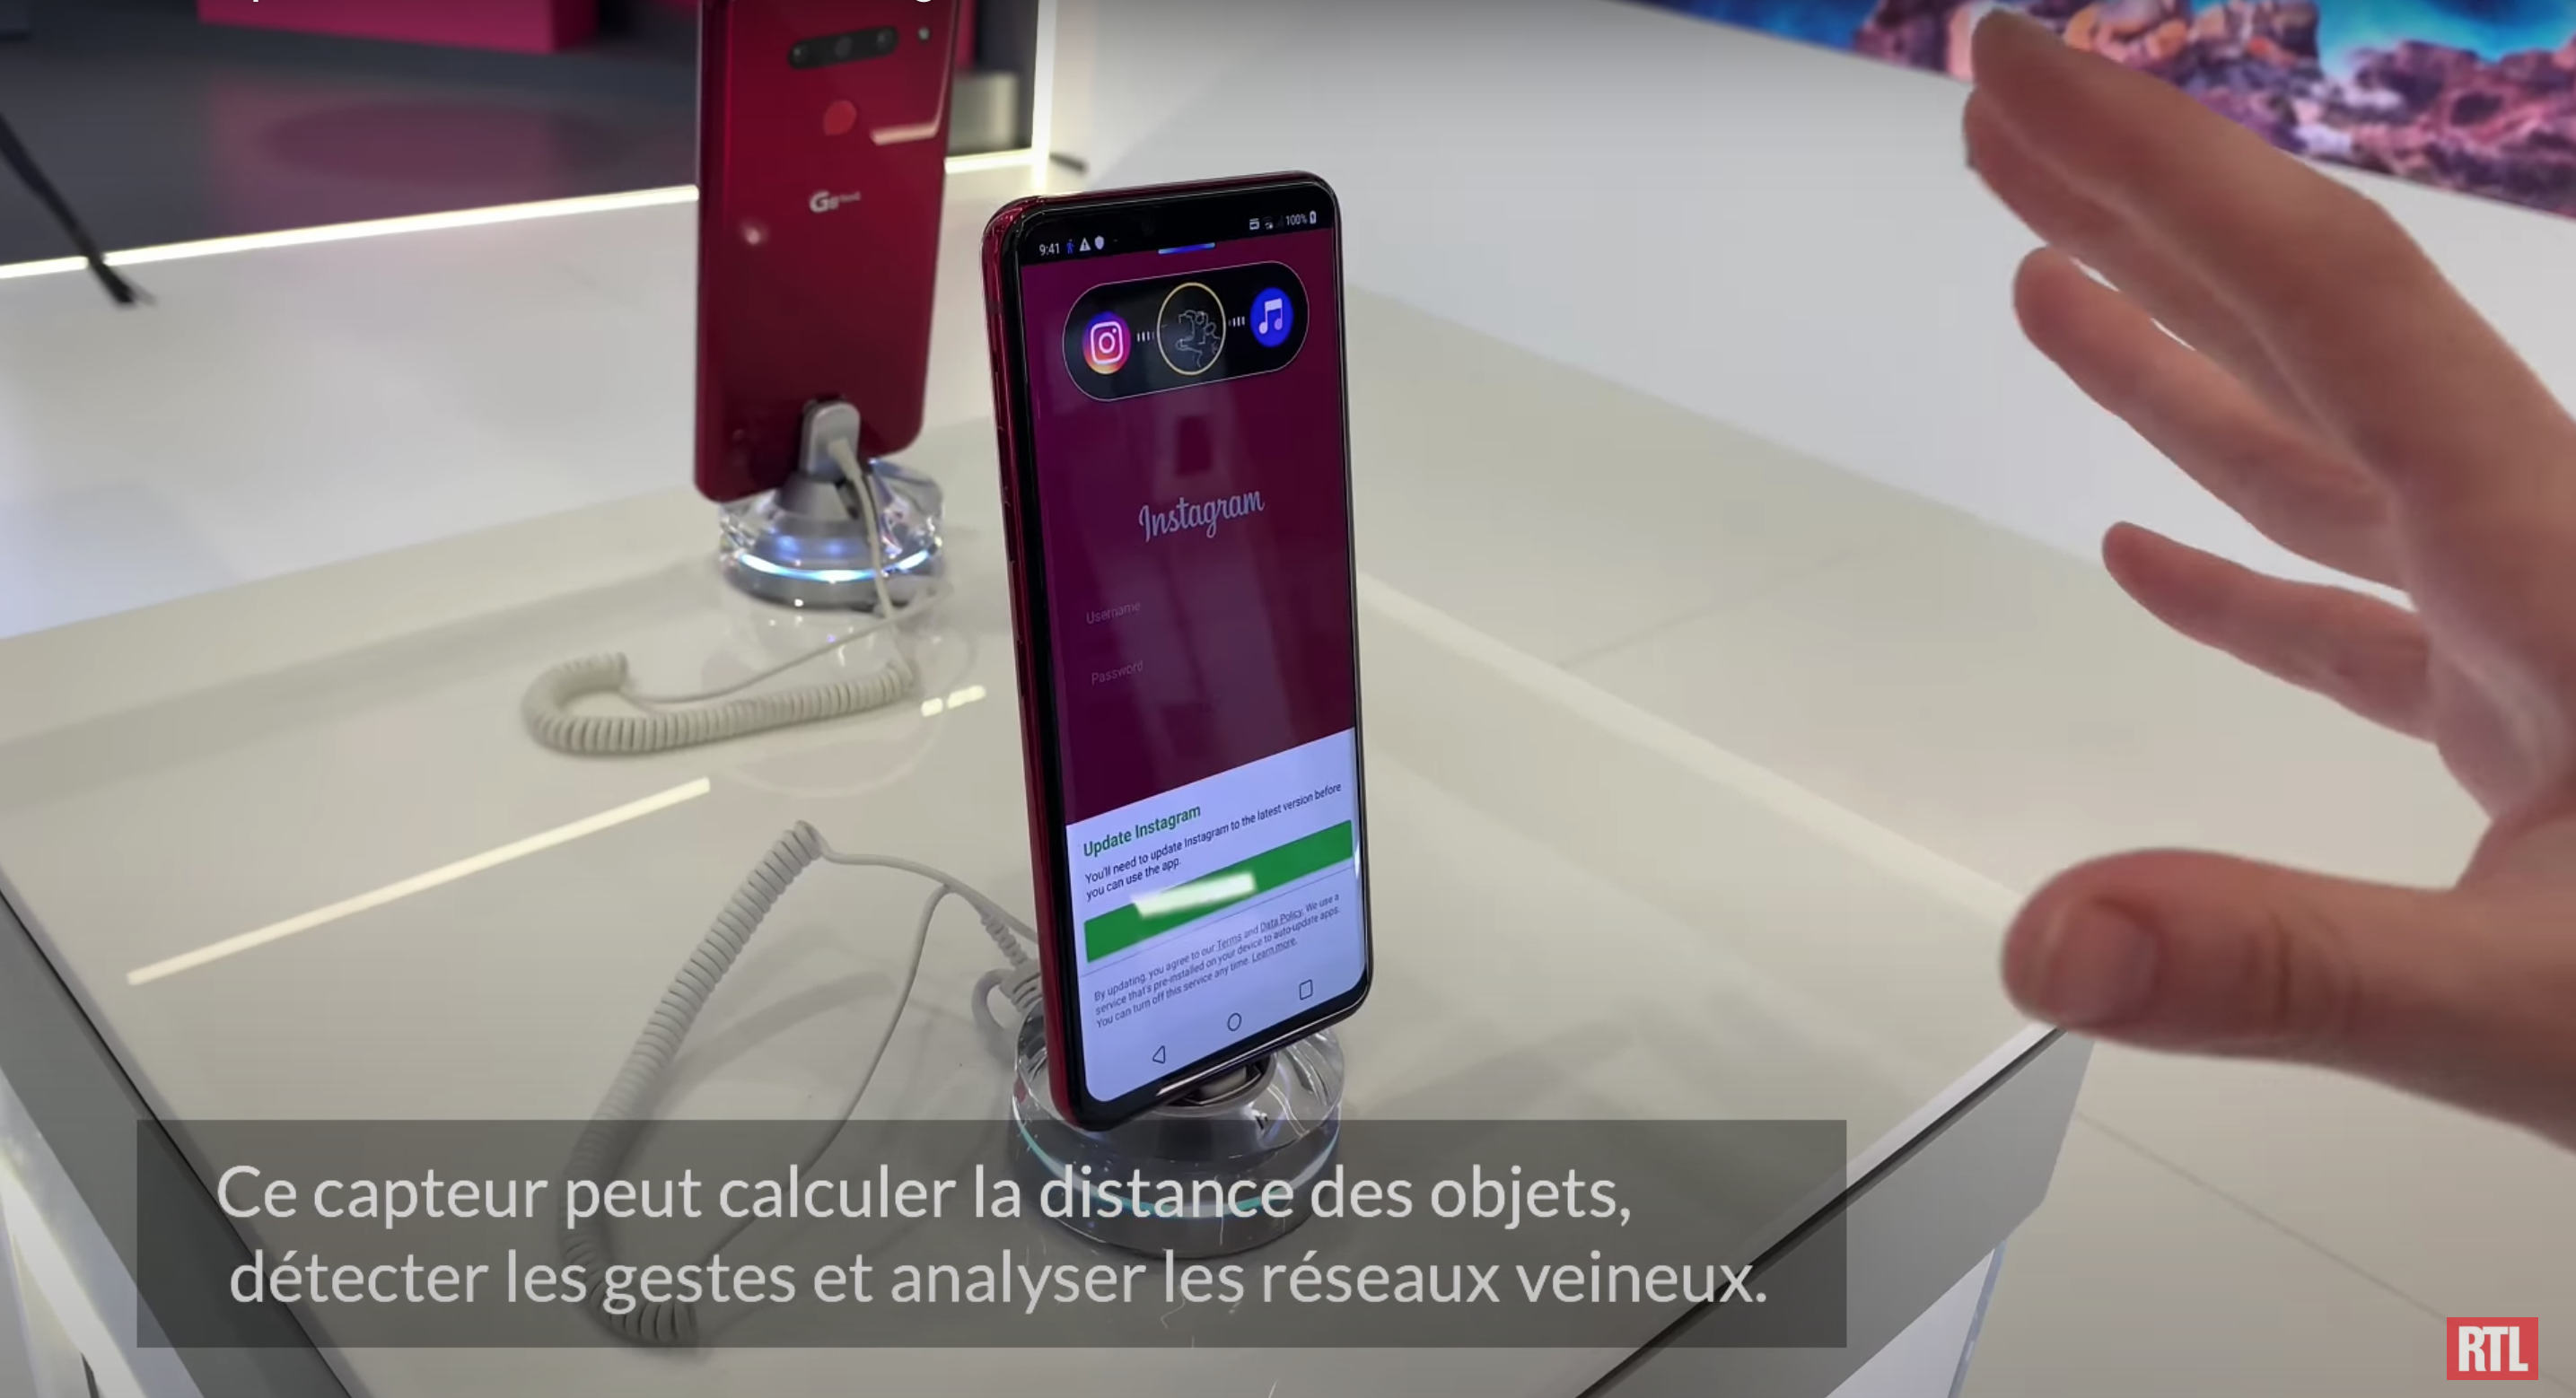 G8
9:41
100%
Instagram
Username
Password
Update Instagram
You'll need to update Instagram to the latest version before
you can use the app.
By updating, you agree to our Terms and Data Policy. We use a
service that's pre-installed on your device to auto-update apps.
You can turn off this service any time. Learn more.
Ce capteur peut calculer la distance des objets,
détecter les gestes et analyser les réseaux veineux.
RTL